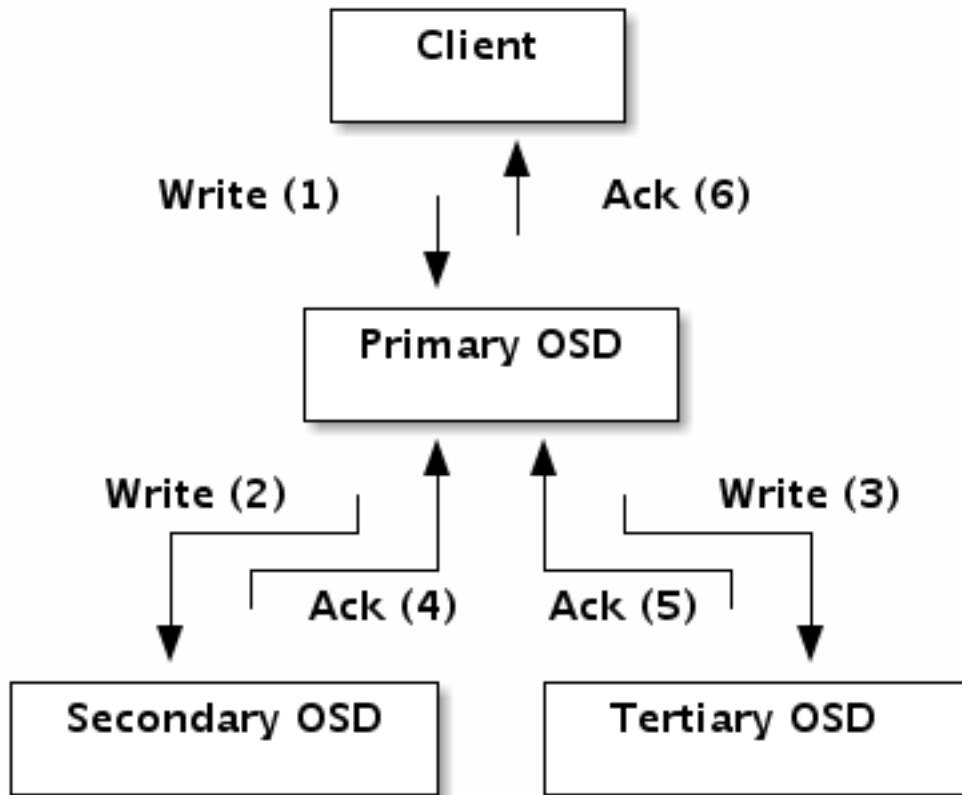 Client
Write (1)
Ack (6)
Primary OSD
Write (2)
Write (3)
Ack (4)
Ack (5)
Secondary OSD
Tertiary OSD